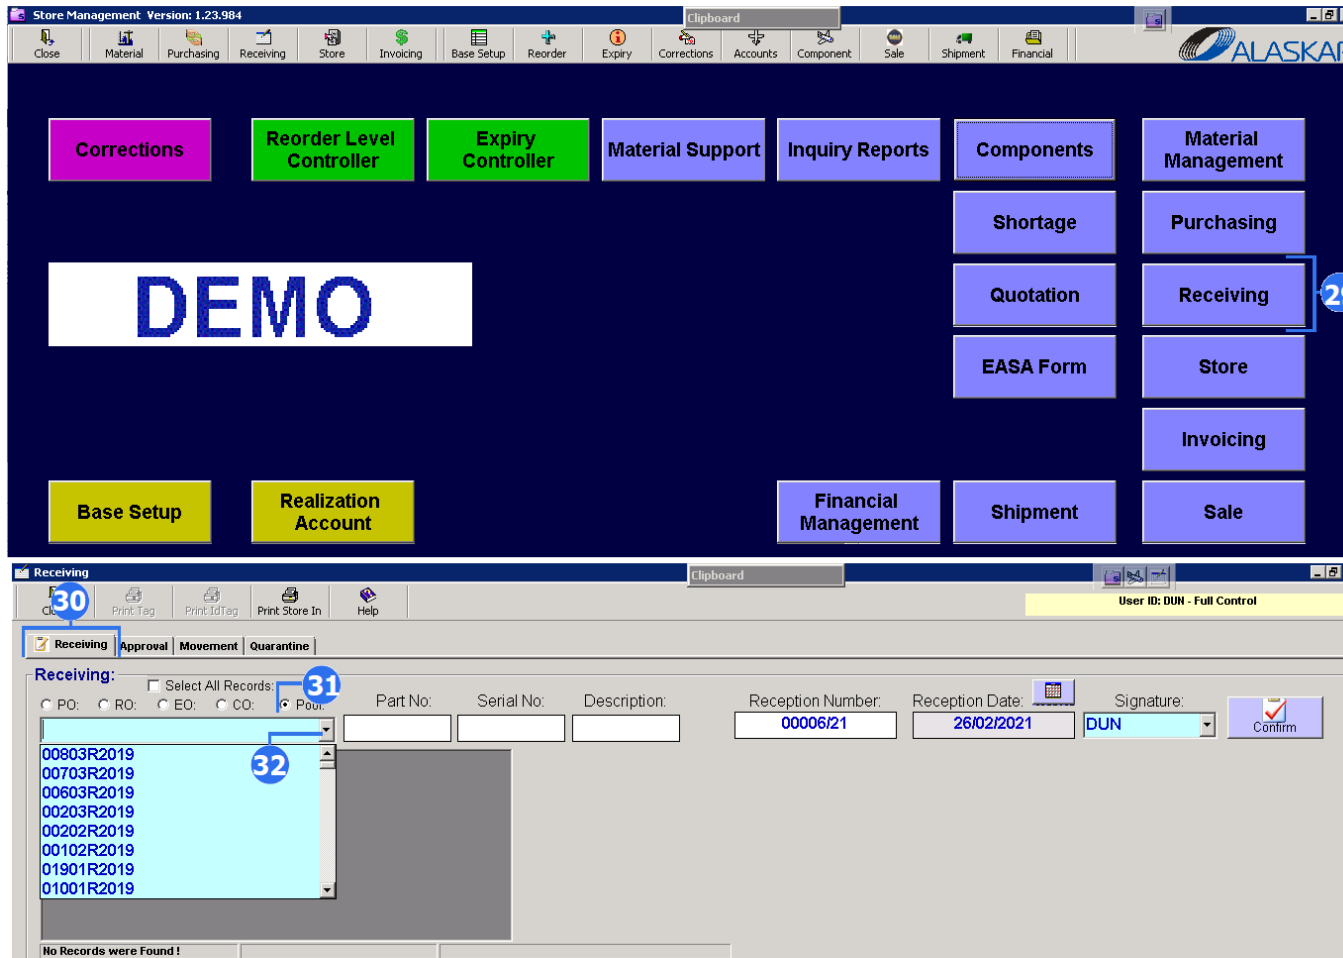 Store Management Version: 1.23.984
Clipboard
Close Material Purchasing Receiving Store Invoicing Base Setup Reorder Expiry Corrections Accounts Component Sale Shipment Financial
Corrections
Reorder Level
Controller
Expiry
Controller
Material Support
Inquiry Reports
Components
Material
Management
Shortage
Purchasing
DEMO
Quotation
Receiving
EASA Form
Store
Invoicing
Base Setup
Realization
Account
Financial
Management
Shipment
Sale
Receiving
Clipboard
30
Print Tag Print IdTag Print Store In Help
User ID: DUN - Full Control
Receiving Approval Movement Quarantine
Receiving:
Select All Records:
31
PO: RO: EO: CO: Pool:
Part No: Serial No: Description: Reception Number: Reception Date: Signature:
00006/21 26/02/2021 DUN Confirm
32
00803R2019
00703R2019
00603R2019
00203R2019
00202R2019
00102R2019
01901R2019
01001R2019
No Records were Found !